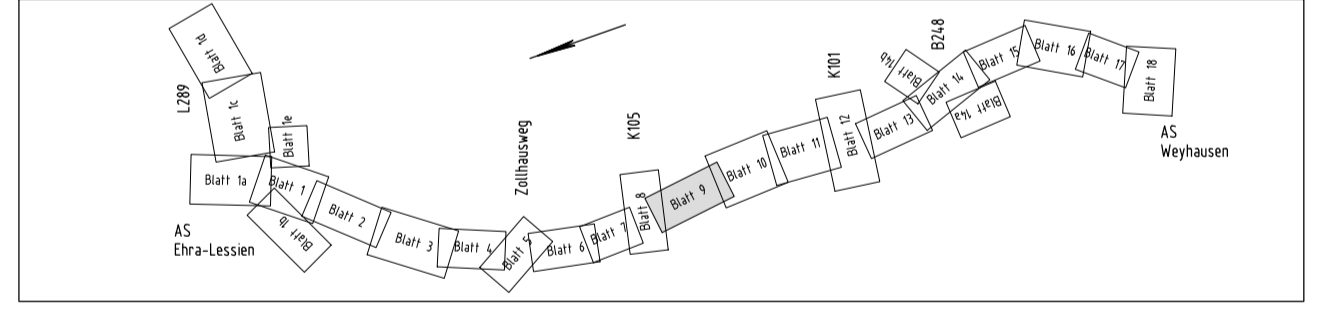 Blatt 1d
L289
Blatt 1c
Blatt 1e
Blatt 1a
Blatt 1
Blatt 1b
AS
Ehra-Lessien
Blatt 2
Blatt 3
Blatt 4
Zollhausweg
Blatt 5
Blatt 6
Blatt 7
K105
Blatt 8
Blatt 9
Blatt 10
Blatt 11
K101
Blatt 12
Blatt 13
Blatt 14b
B248
Blatt 14
Blatt 14a
Blatt 15
Blatt 16
Blatt 17
Blatt 18
AS
Weyhausen